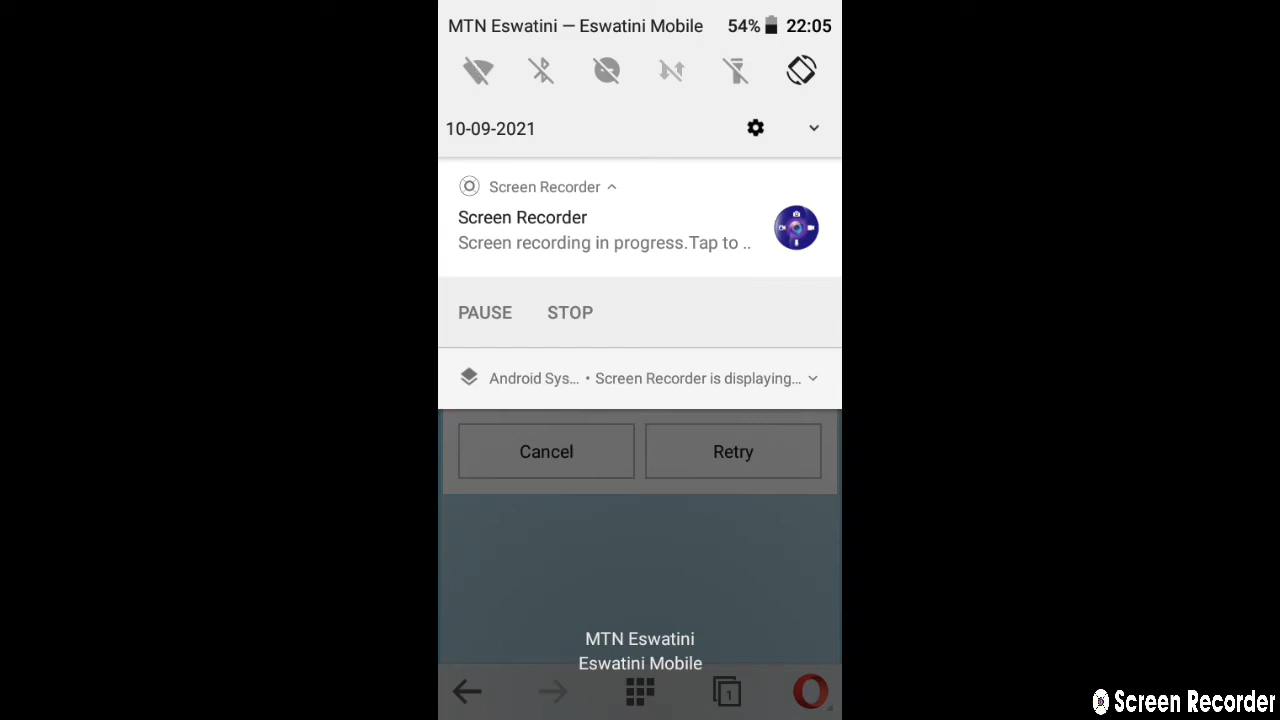 MTN Eswatini — Eswatini Mobile 54% 22:05
10-09-2021
Screen Recorder
Screen Recorder
Screen recording in progress.Tap to ..
PAUSE STOP
Android Sys... • Screen Recorder is displaying...
Cancel Retry
MTN Eswatini
Eswatini Mobile
1
Screen Recorder